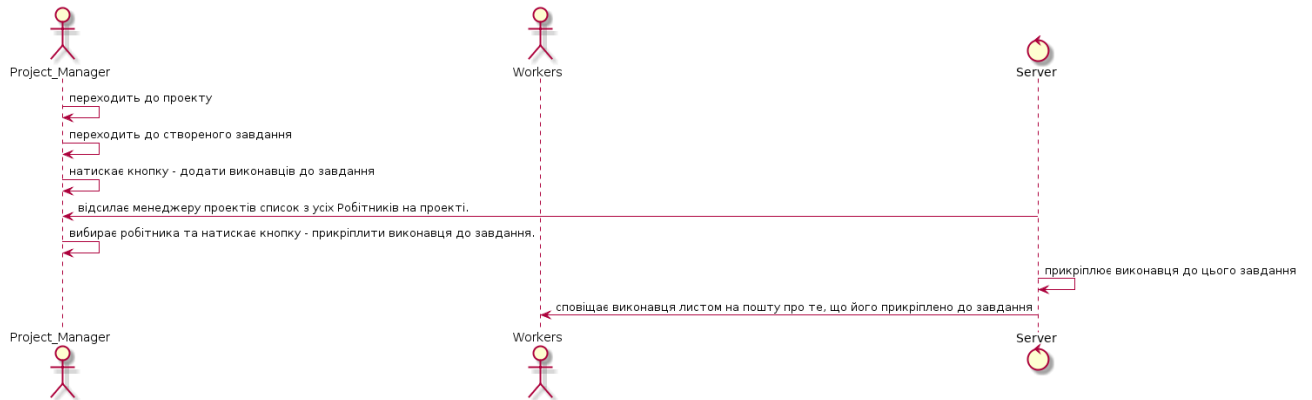 Project_Manager
Workers
Server
переходить до проекту
переходить до створеного завдання
натискає кнопку - додати виконавців до завдання
відсилає менеджеру проектів список з усіх Робітників на проекті.
вибирає робітника та натискає кнопку - прикріплити виконавця до завдання.
прикріплює виконавця до цього завдання
сповіщає виконавця листом на пошту про те, що його прикріплено до завдання
Project_Manager
Workers
Server